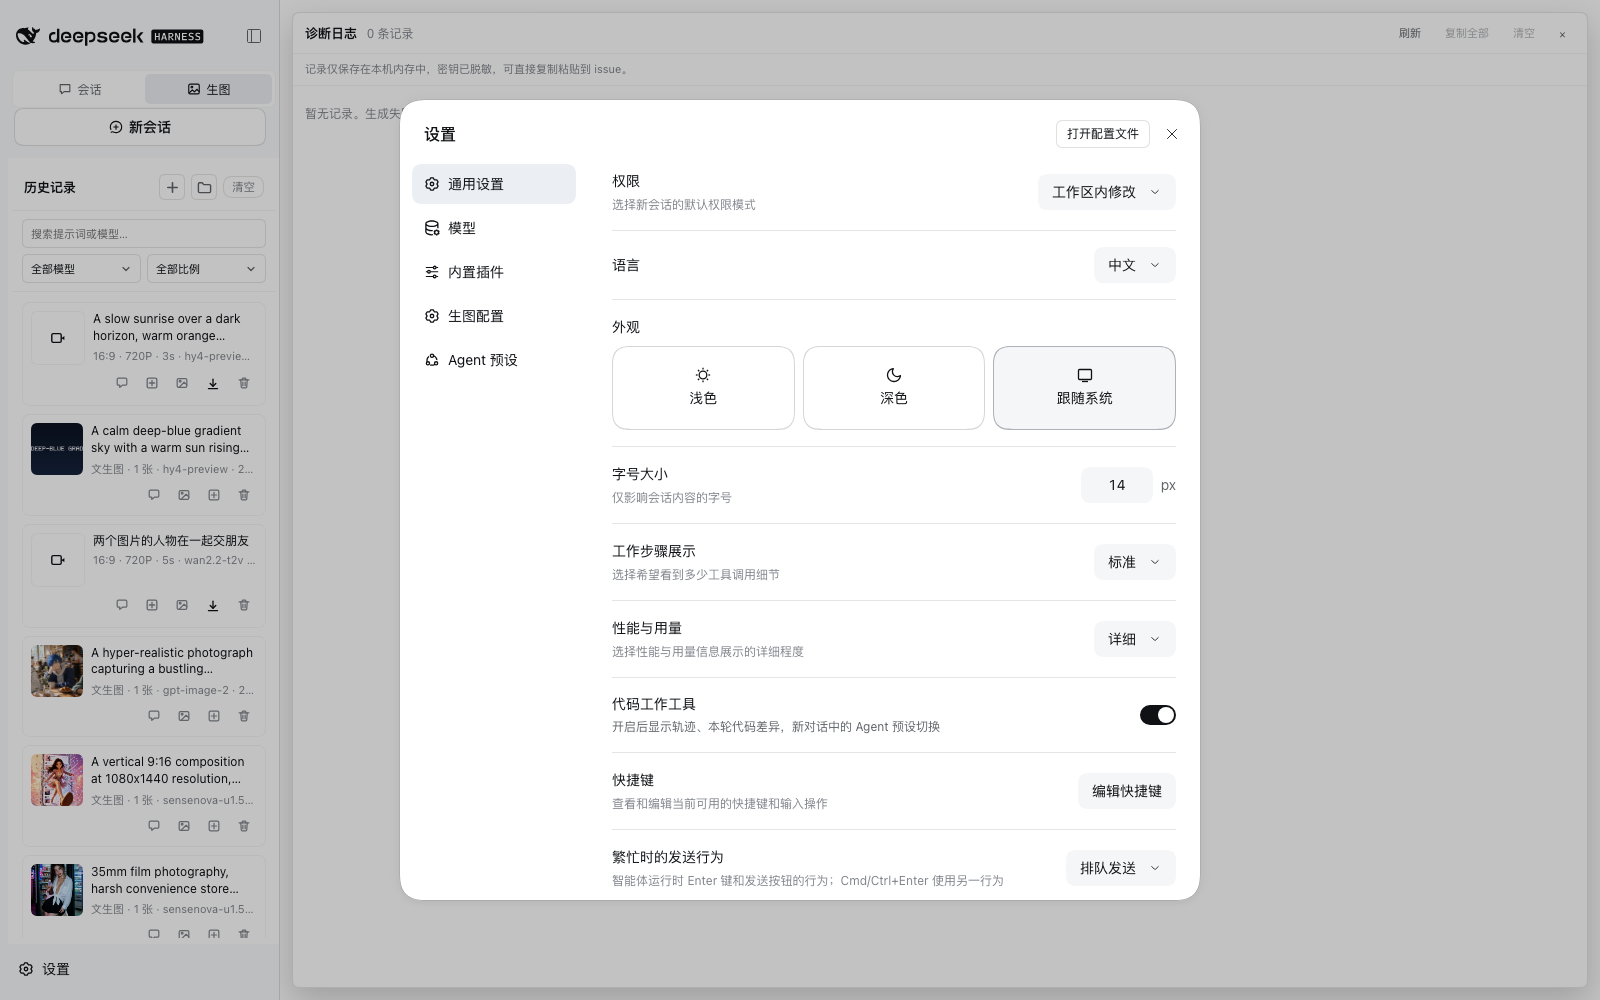 deepseek HARNESS
会话
生图
新会话
历史记录
清空
搜索提示词或模型...
全部模型
全部比例
A slow sunrise over a dark
horizon, warm orange...
16:9 · 720P · 3s · hy4-previe...
A calm deep-blue gradient
sky with a warm sun rising...
文生图 · 1 张 · hy4-preview · 2...
两个图片的人物在一起交朋友
16:9 · 720P · 5s · wan2.2-t2v ...
A hyper-realistic photograph
capturing a bustling...
文生图 · 1 张 · gpt-image-2 · 2...
A vertical 9:16 composition
at 1080x1440 resolution,...
文生图 · 1 张 · sensenova-u1.5...
35mm film photography,
harsh convenience store...
文生图 · 1 张 · sensenova-u1.5...
设置
诊断日志 0 条记录
刷新
复制全部
清空
×
记录仅保存在本机内存中，密钥已脱敏，可直接复制粘贴到 issue。
暂无记录。生成失
设置
打开配置文件
通用设置
模型
内置插件
生图配置
Agent 预设
权限
选择新会话的默认权限模式
工作区内修改
语言
中文
外观
浅色
深色
跟随系统
字号大小
仅影响会话内容的字号
14 px
工作步骤展示
选择希望看到多少工具调用细节
标准
性能与用量
选择性能与用量信息展示的详细程度
详细
代码工作工具
开启后显示轨迹、本轮代码差异，新对话中的 Agent 预设切换
快捷键
查看和编辑当前可用的快捷键和输入操作
编辑快捷键
繁忙时的发送行为
智能体运行时 Enter 键和发送按钮的行为；Cmd/Ctrl+Enter 使用另一行为
排队发送